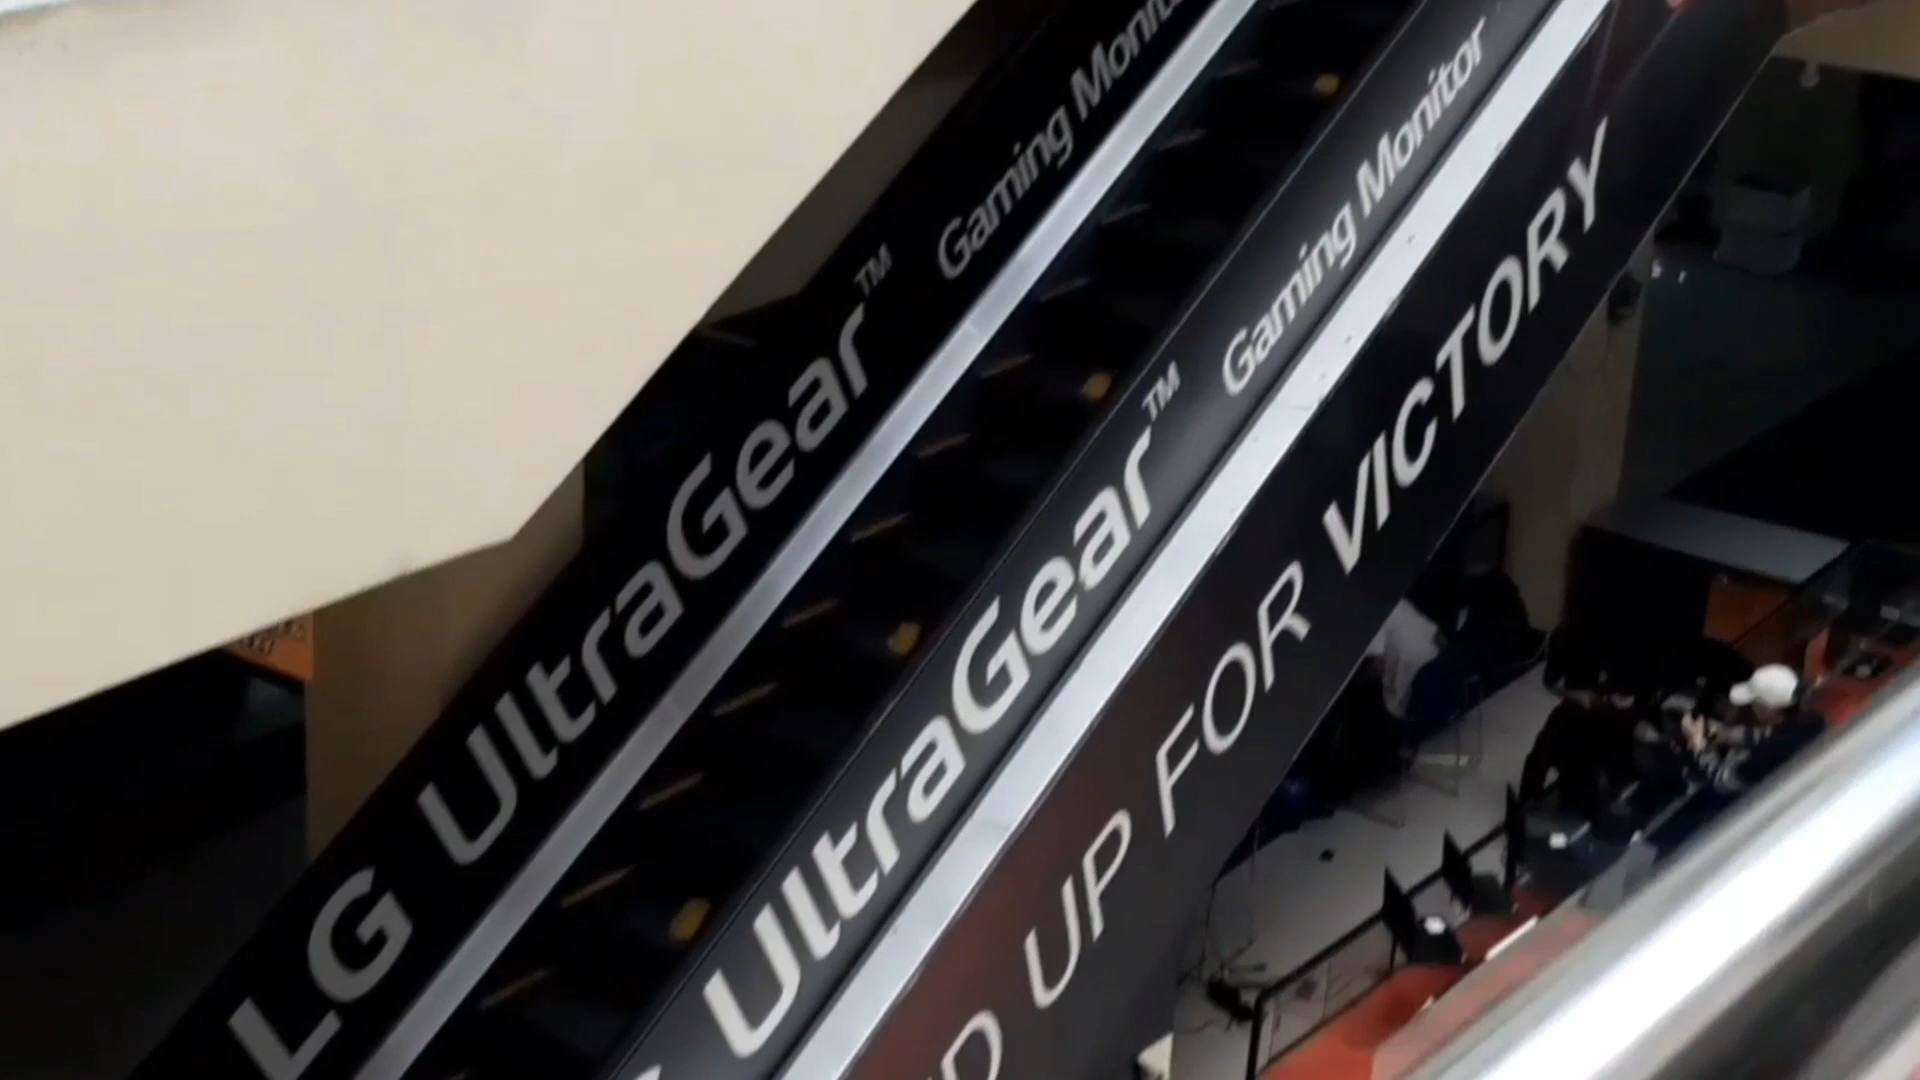 LG UltraGear™ Gaming Monitor
UltraGear™ Gaming Monitor
UP FOR VICTORY